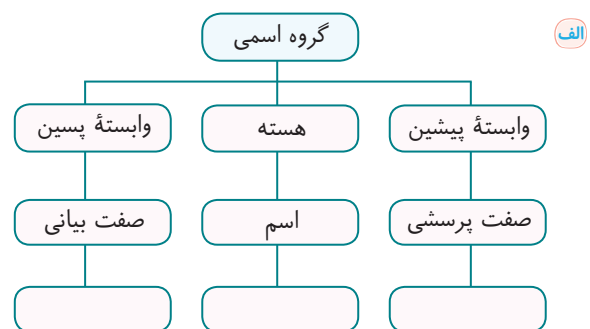 الف
گروه اسمی
وابستهٔ پیشین
هسته
وابستهٔ پسین
صفت پرسشی
اسم
صفت بیانی